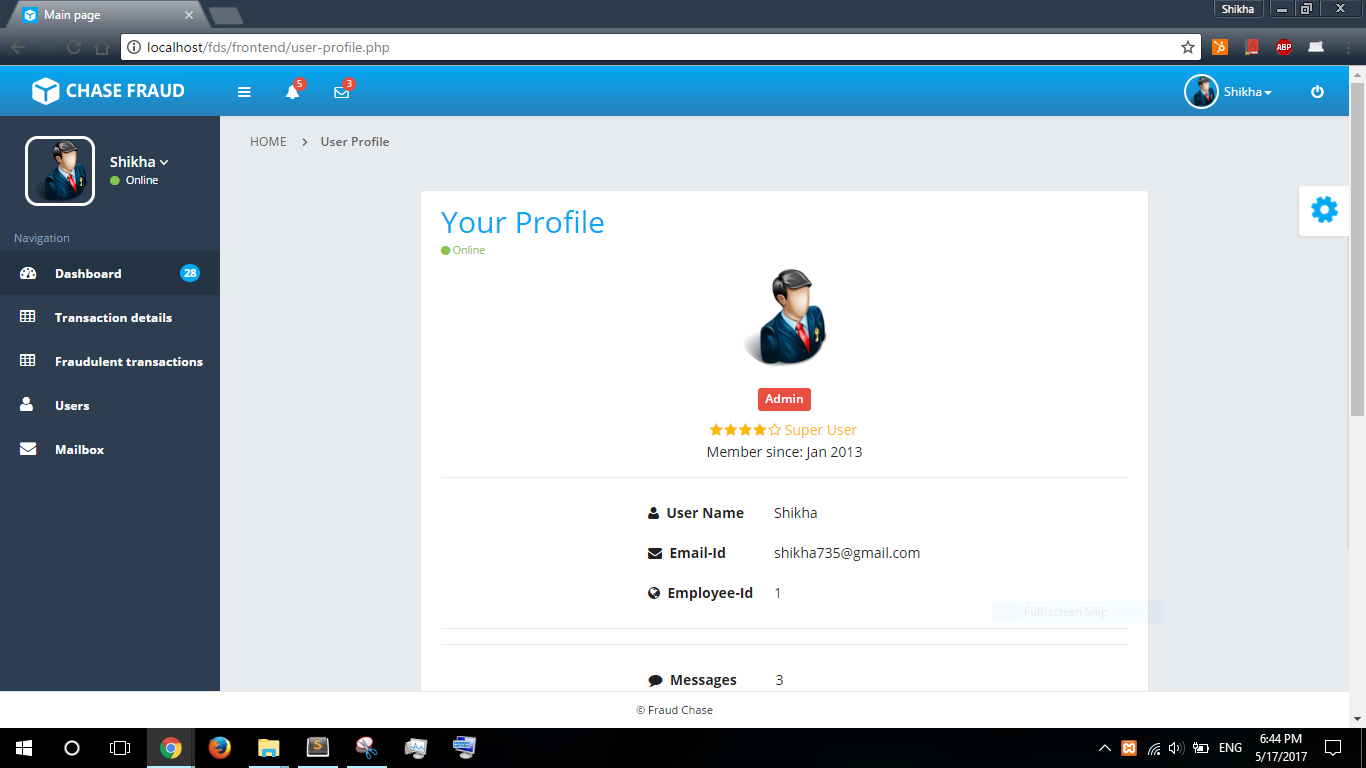 Main page
Shikha
localhost/fds/frontend/user-profile.php
ABP
CHASE FRAUD
5
3
Shikha
Shikha
Online
HOME > User Profile
Navigation
Dashboard 28
Transaction details
Fraudulent transactions
Users
Mailbox
Your Profile
Online
Admin
Super User
Member since: Jan 2013
User Name Shikha
Email-Id shikha735@gmail.com
Employee-Id 1
Full-screen Snip
Messages 3
© Fraud Chase
S
ENG
6:44 PM
5/17/2017